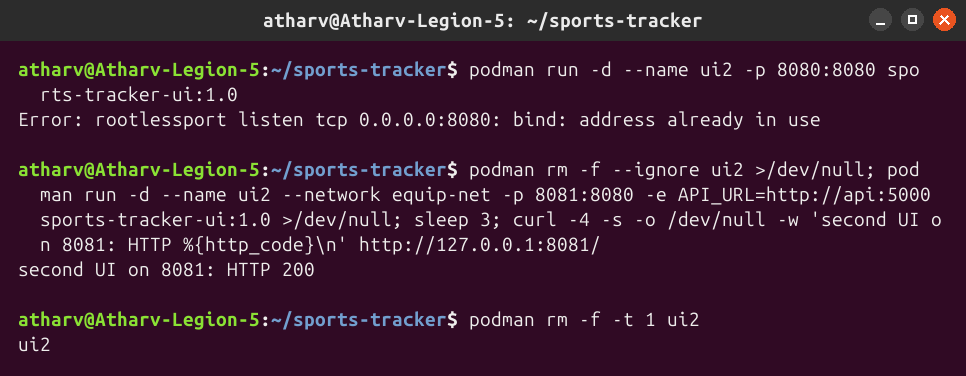 atharv@Atharv-Legion-5: ~/sports-tracker
atharv@Atharv-Legion-5:~/sports-tracker$ podman run -d --name ui2 -p 8080:8080 spo
rts-tracker-ui:1.0
Error: rootlessport listen tcp 0.0.0.0:8080: bind: address already in use
atharv@Atharv-Legion-5:~/sports-tracker$ podman rm -f --ignore ui2 >/dev/null; pod
man run -d --name ui2 --network equip-net -p 8081:8080 -e API_URL=http://api:5000
sports-tracker-ui:1.0 >/dev/null; sleep 3; curl -4 -s -o /dev/null -w 'second UI o
n 8081: HTTP %{http_code}\n' http://127.0.0.1:8081/
second UI on 8081: HTTP 200
atharv@Atharv-Legion-5:~/sports-tracker$ podman rm -f -t 1 ui2
ui2